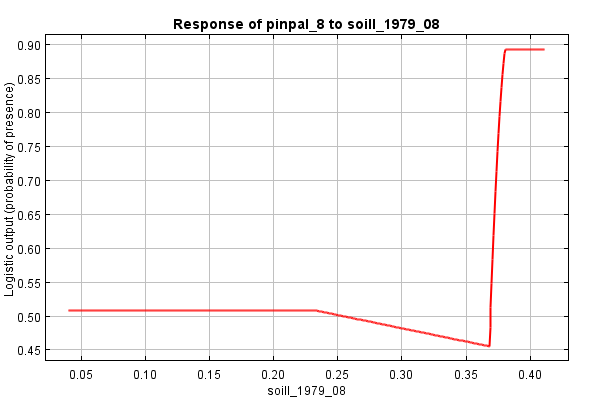 Response of pinpal_8 to soill_1979_08
Logistic output (probability of presence)
0.90
0.85
0.80
0.75
0.70
0.65
0.60
0.55
0.50
0.45
0.05 0.10 0.15 0.20 0.25 0.30 0.35 0.40
soill_1979_08